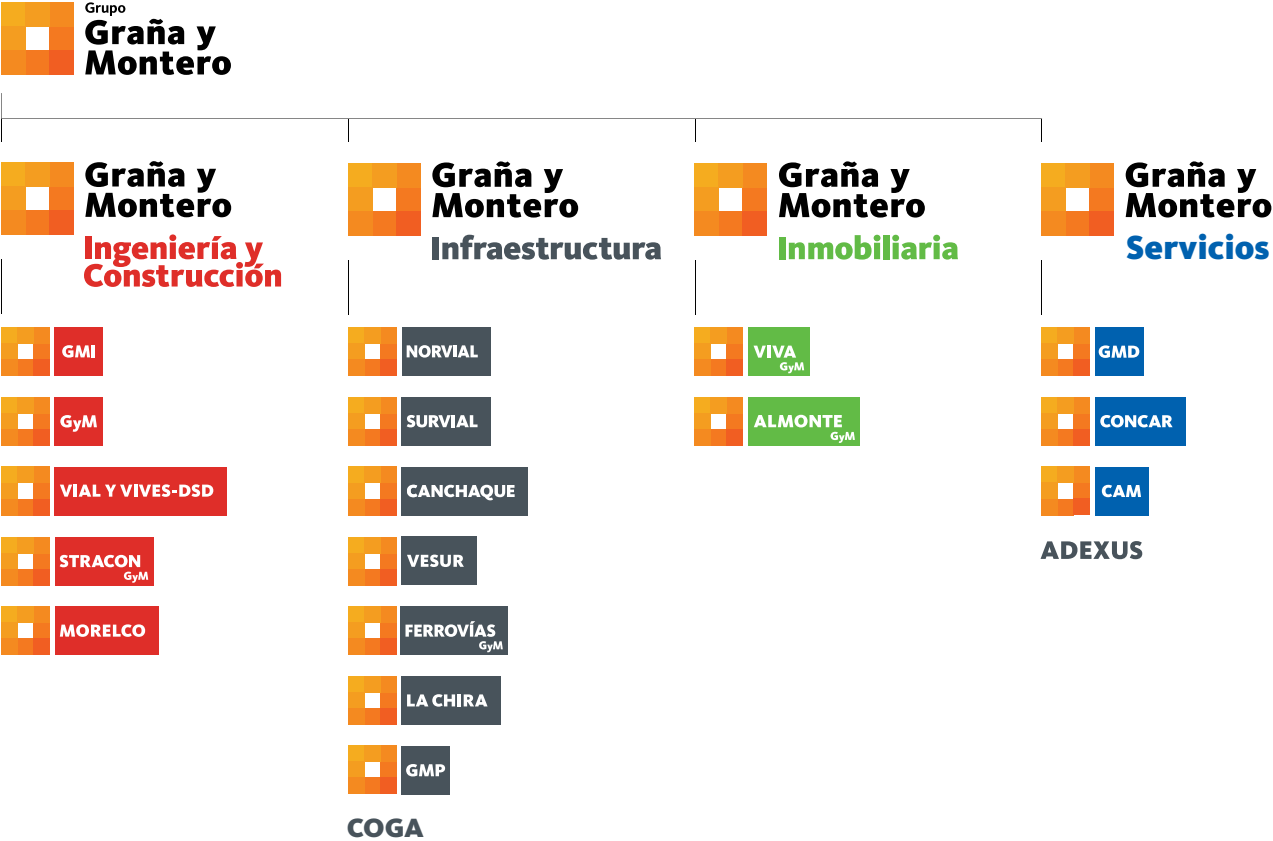 Grupo
Graña y
Montero
Graña y
Montero
Ingeniería y
Construcción
GMI
GyM
VIAL Y VIVES-DSD
STRACON
GyM
MORELCO
Graña y
Montero
Infraestructura
NORVIAL
SURVIAL
CANCHAQUE
VESUR
FERROVÍAS
GyM
LA CHIRA
GMP
COGA
Graña y
Montero
Inmobiliaria
VIVA
GyM
ALMONTE
GyM
Graña y
Montero
Servicios
GMD
CONCAR
CAM
ADEXUS